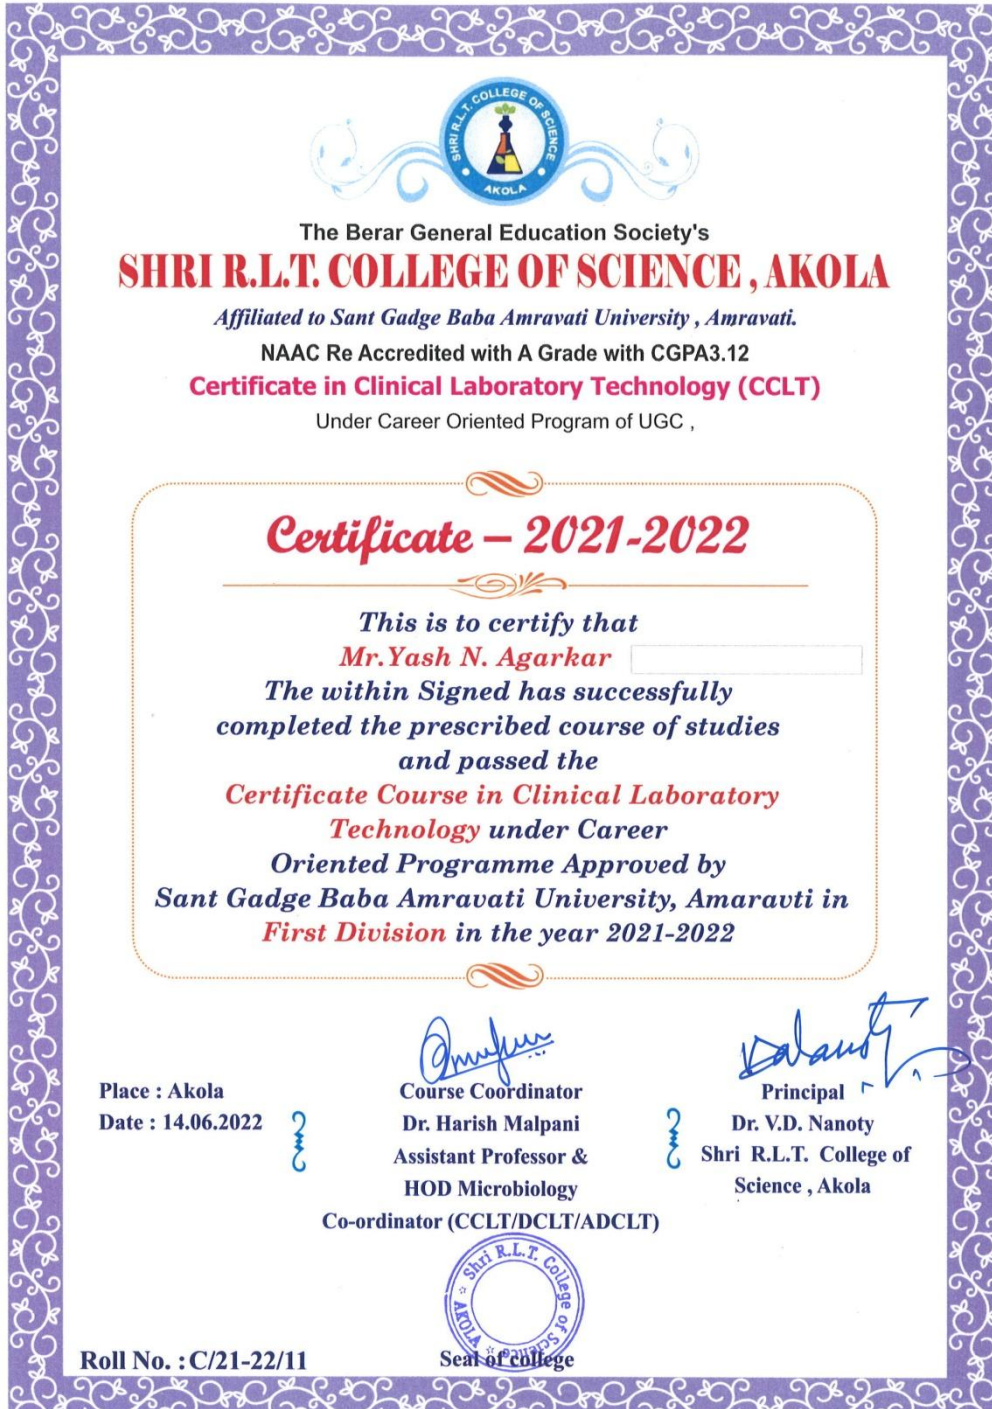 SHRI R.L.T. COLLEGE OF SCIENCE
AKOLA
The Berar General Education Society's
SHRI R.L.T. COLLEGE OF SCIENCE , AKOLA
Affiliated to Sant Gadge Baba Amravati University , Amravati.
NAAC Re Accredited with A Grade with CGPA3.12
Certificate in Clinical Laboratory Technology (CCLT)
Under Career Oriented Program of UGC ,
Certificate – 2021-2022
This is to certify that
Mr.Yash N. Agarkar
The within Signed has successfully
completed the prescribed course of studies
and passed the
Certificate Course in Clinical Laboratory
Technology under Career
Oriented Programme Approved by
Sant Gadge Baba Amravati University, Amaravti in
First Division in the year 2021-2022
Place : Akola
Date : 14.06.2022
Course Coordinator
Dr. Harish Malpani
Assistant Professor &
HOD Microbiology
Co-ordinator (CCLT/DCLT/ADCLT)
Principal
Dr. V.D. Nanoty
Shri R.L.T. College of
Science , Akola
Shri R.L.T. College of Science
AKOLA
Roll No. : C/21-22/11
Seal of college